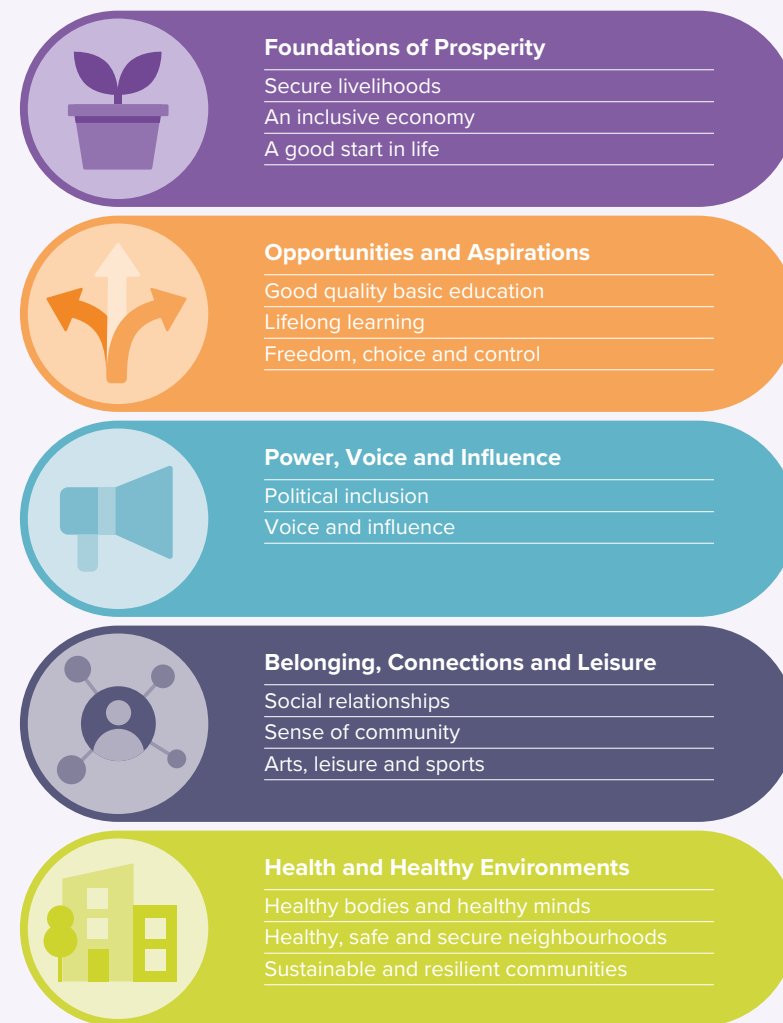 Foundations of Prosperity
Secure livelihoods
An inclusive economy
A good start in life
Opportunities and Aspirations
Good quality basic education
Lifelong learning
Freedom, choice and control
Power, Voice and Influence
Political inclusion
Voice and influence
Belonging, Connections and Leisure
Social relationships
Sense of community
Arts, leisure and sports
Health and Healthy Environments
Healthy bodies and healthy minds
Healthy, safe and secure neighbourhoods
Sustainable and resilient communities